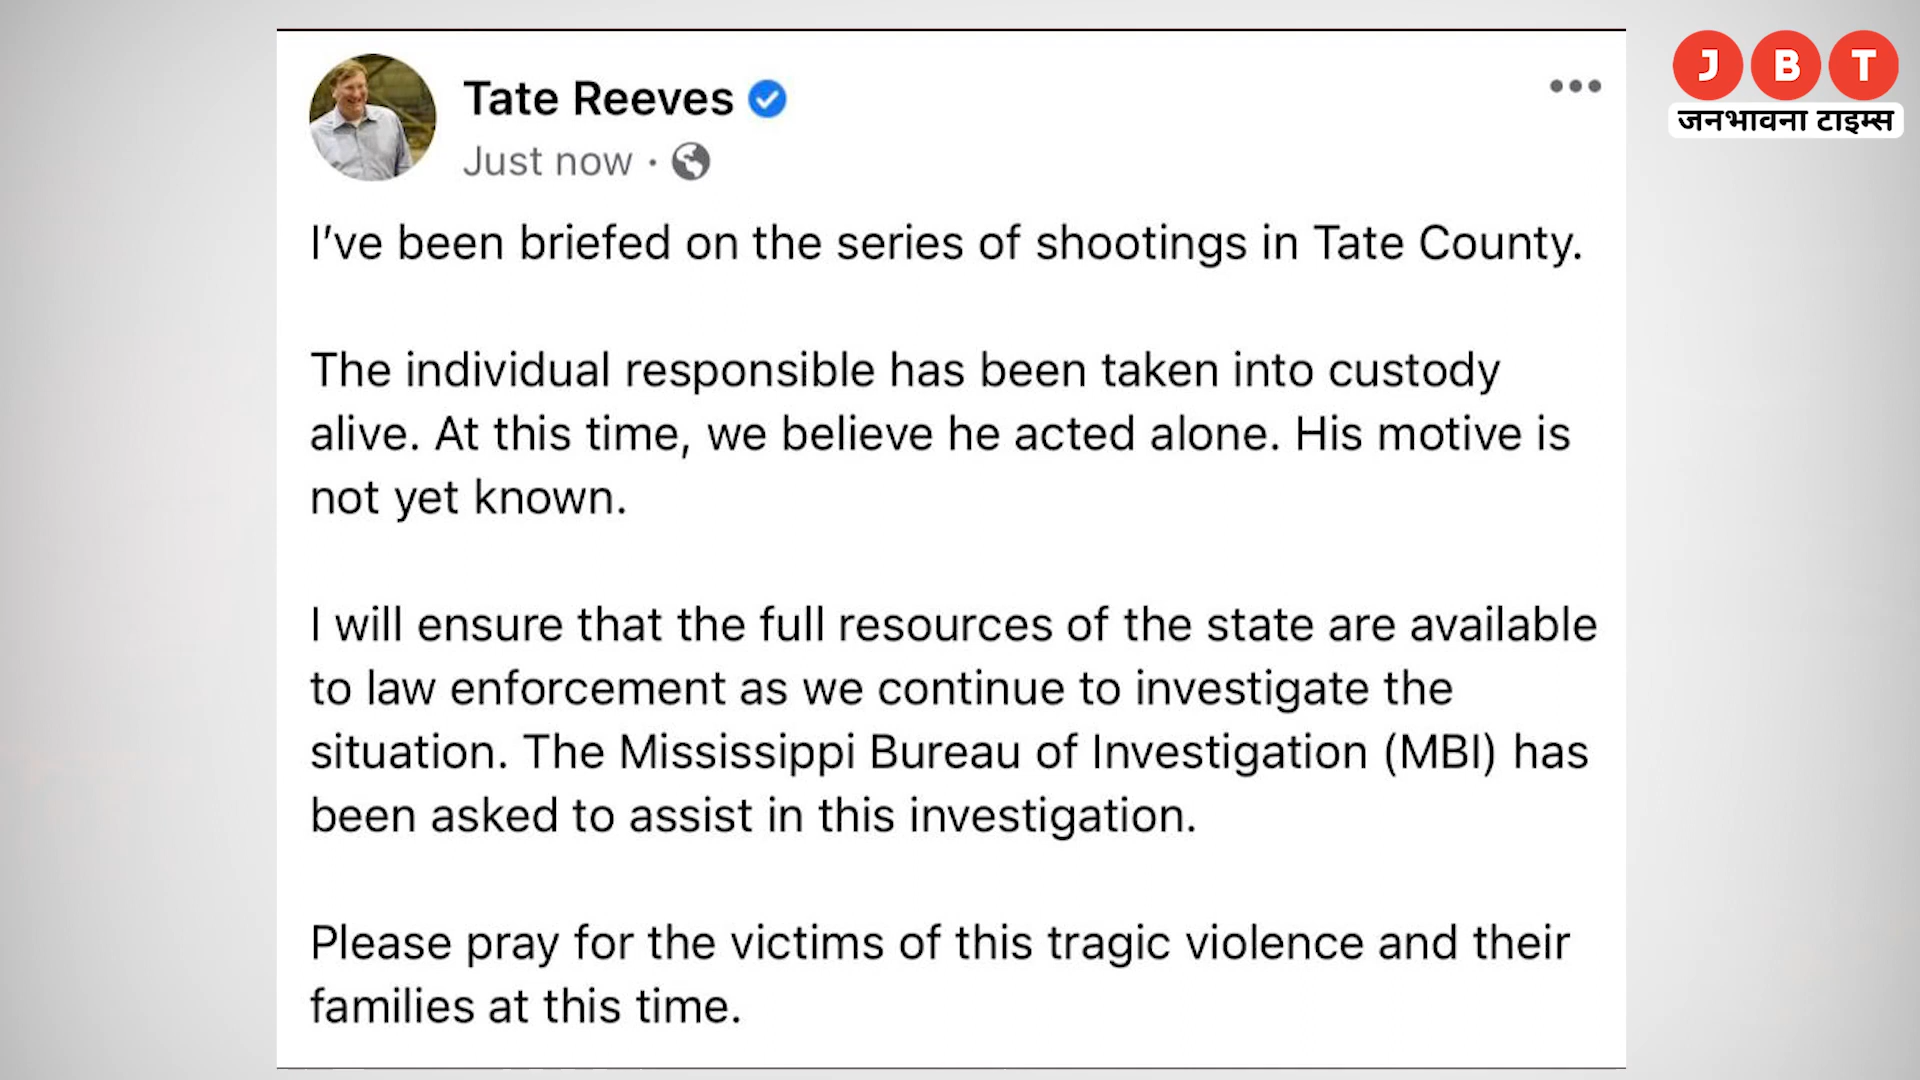 Tate Reeves
Just now ·
I’ve been briefed on the series of shootings in Tate County.
The individual responsible has been taken into custody
alive. At this time, we believe he acted alone. His motive is
not yet known.
I will ensure that the full resources of the state are available
to law enforcement as we continue to investigate the
situation. The Mississippi Bureau of Investigation (MBI) has
been asked to assist in this investigation.
Please pray for the victims of this tragic violence and their
families at this time.
J B T
जनभावना टाइम्स